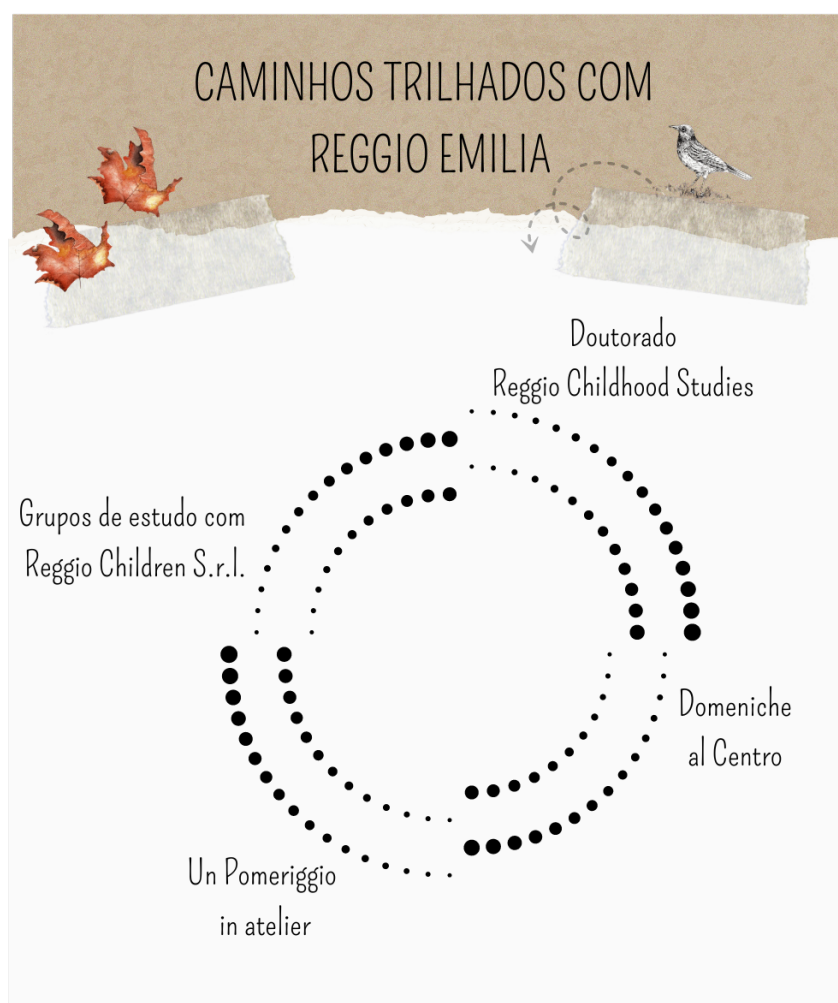 CAMINHOS TRILHADOS COM
REGGIO EMILIA
Doutorado
Reggio Childhood Studies
Grupos de estudo com
Reggio Children S.r.l.
Domeniche
al Centro
Un Pomeriggio
in atelier